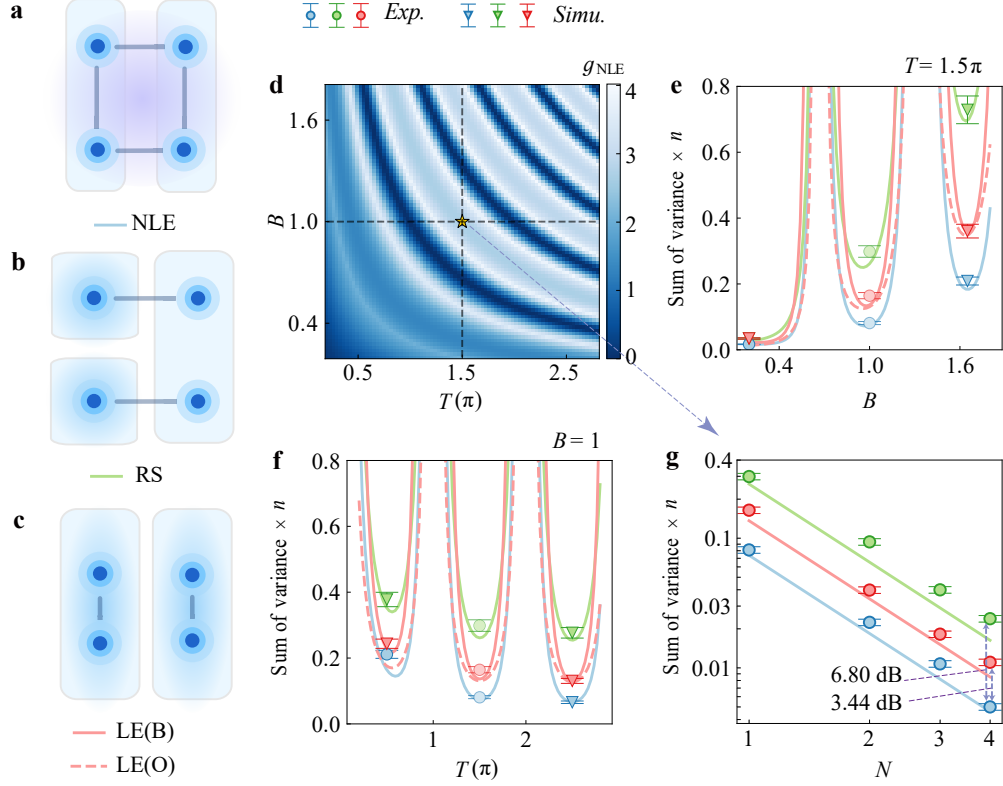 a
Exp.
Simu.
NLE
b
RS
c
LE(B)
LE(O)
d
g NLE
B
1.6
1.0
0.4
0.5
1.5
2.5
T (π)
4
3
2
1
0
e
T = 1.5π
Sum of variance × n
0.8
0.6
0.4
0.2
0.0
0.4
1.0
1.6
B
f
B = 1
Sum of variance × n
0.8
0.6
0.4
0.2
0.0
1
2
T (π)
g
Sum of variance × n
0.4
0.1
0.03
0.01
6.80 dB
3.44 dB
1
2
3
4
N